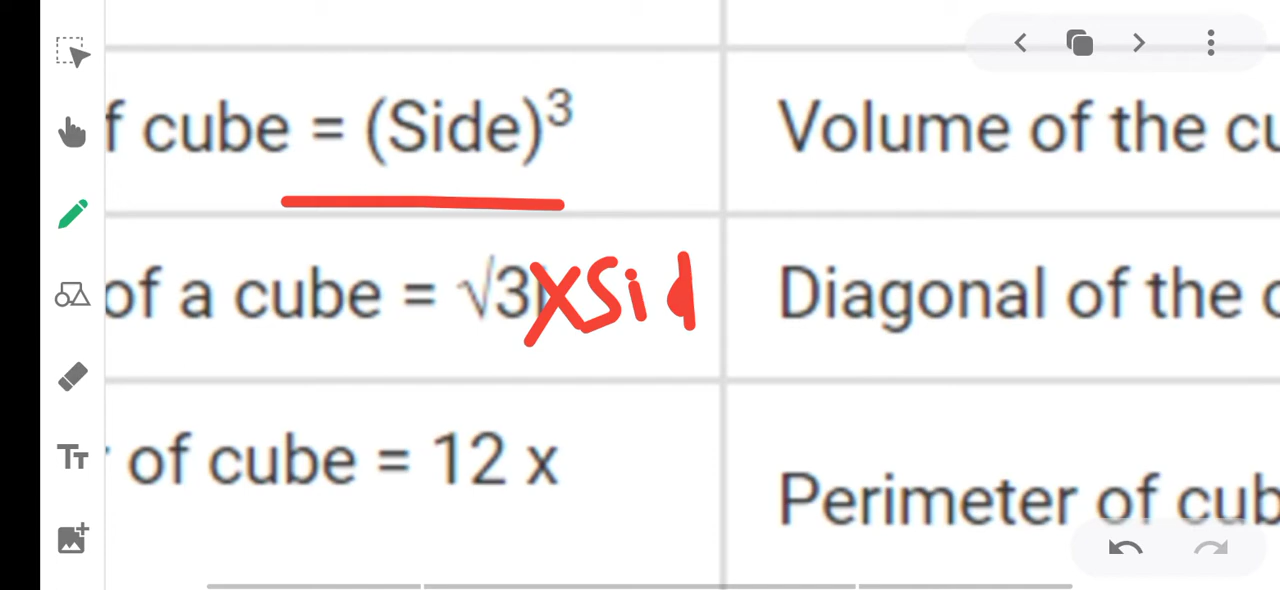 f cube = (Side)³
Volume of the cu
of a cube = √3
xSid
Diagonal of the
of cube = 12 x
Perimeter of cub
Tт